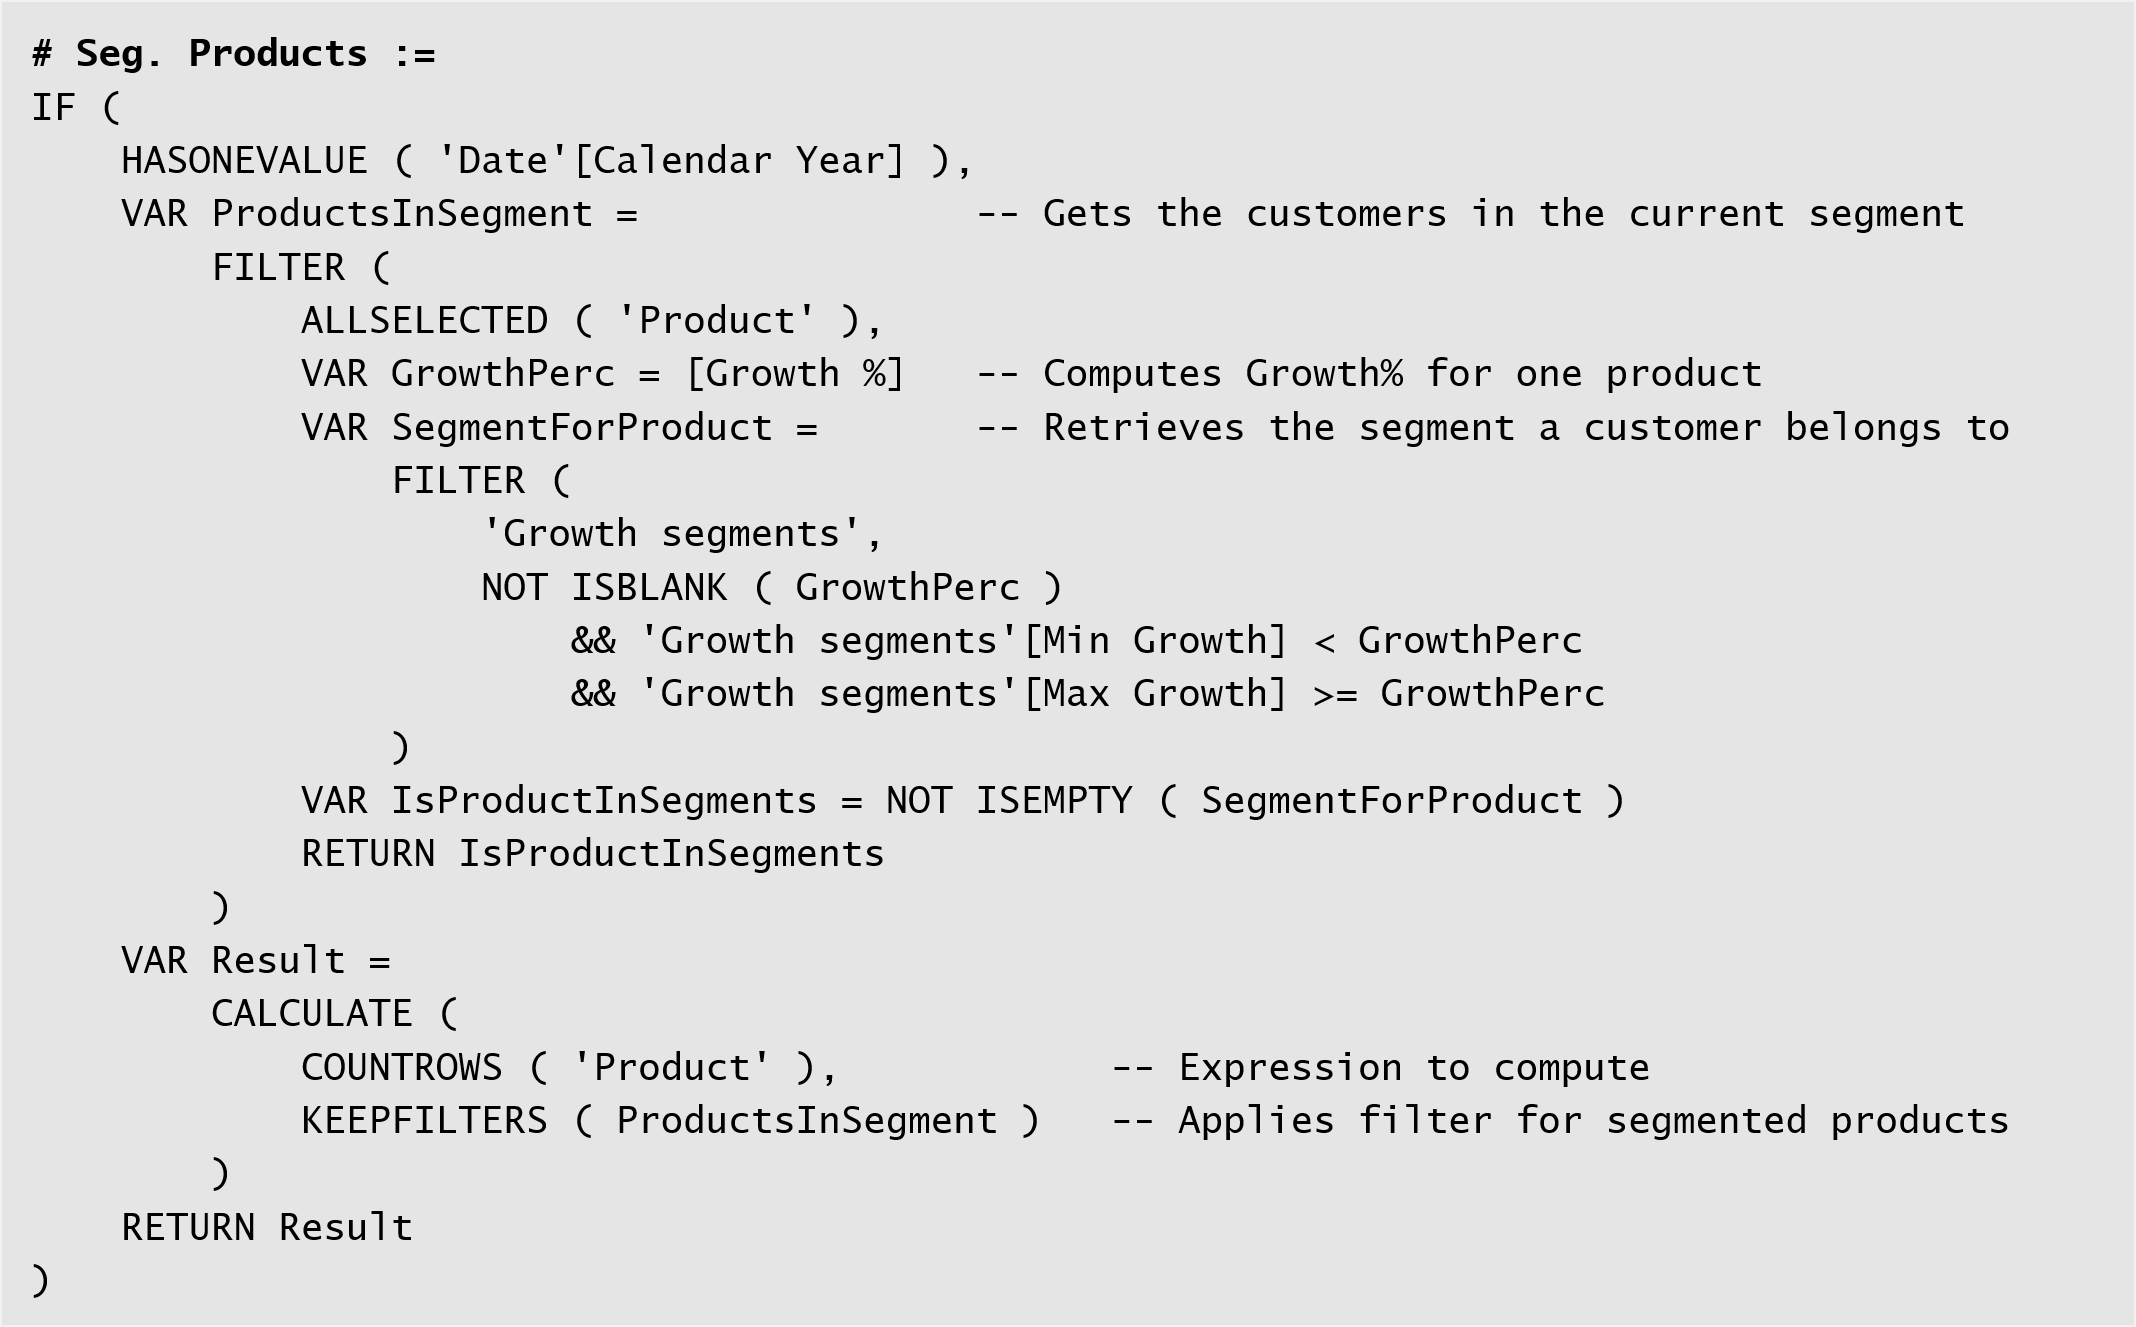 # Seg. Products :=
IF (
    HASONEVALUE ( 'Date'[Calendar Year] ),
    VAR ProductsInSegment =               -- Gets the customers in the current segment
        FILTER (
            ALLSELECTED ( 'Product' ),
            VAR GrowthPerc = [Growth %]   -- Computes Growth% for one product
            VAR SegmentForProduct =       -- Retrieves the segment a customer belongs to
                FILTER (
                    'Growth segments',
                    NOT ISBLANK ( GrowthPerc )
                        && 'Growth segments'[Min Growth] < GrowthPerc
                        && 'Growth segments'[Max Growth] >= GrowthPerc
                )
            VAR IsProductInSegments = NOT ISEMPTY ( SegmentForProduct )
            RETURN IsProductInSegments
        )
    VAR Result =
        CALCULATE (
            COUNTROWS ( 'Product' ),            -- Expression to compute
            KEEPFILTERS ( ProductsInSegment )   -- Applies filter for segmented products
        )
    RETURN Result
)